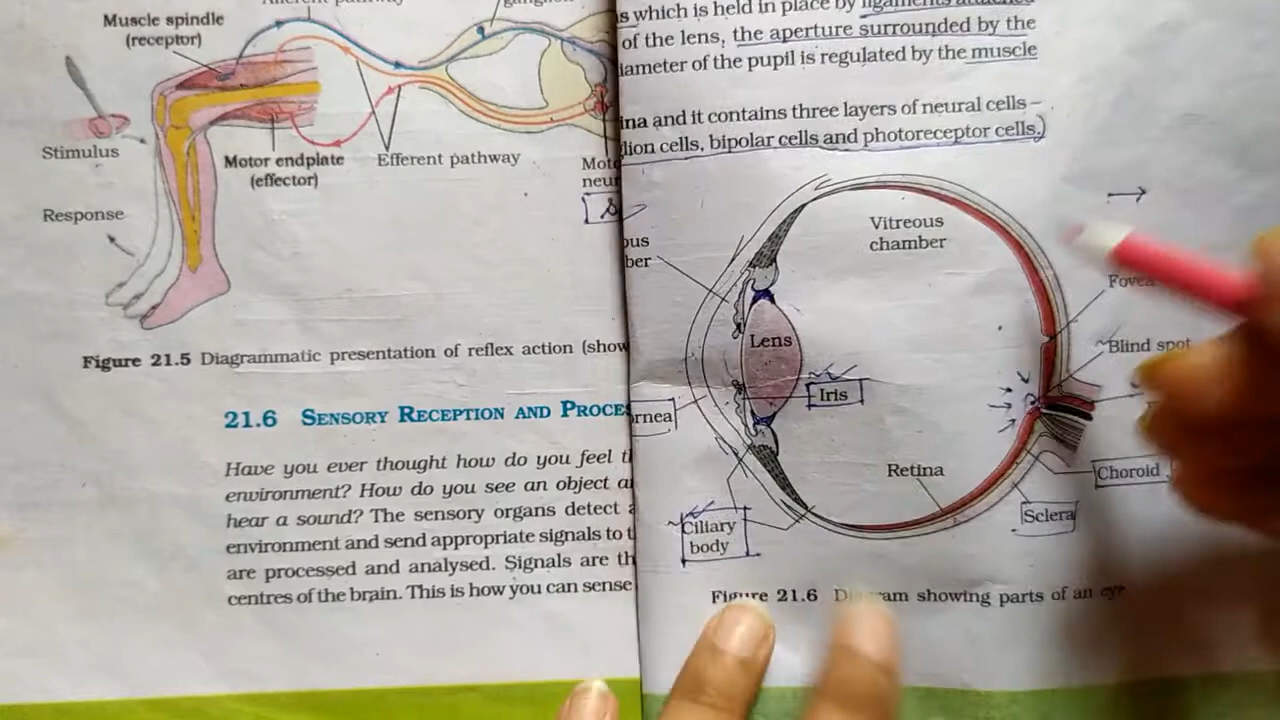 Muscle spindle
(receptor)
Stimulus
Response
Motor endplate
(effector)
Efferent pathway
Figure 21.5 Diagrammatic presentation of reflex action (show
21.6 SENSORY RECEPTION AND PROCES
Have you ever thought how do you feel t
environment? How do you see an object a
hear a sound? The sensory organs detect a
environment and send appropriate signals to t
are processed and analysed. Signals are th
centres of the brain. This is how you can sense
which is held in place by ligaments attached
of the lens, the aperture surrounded by the
iameter of the pupil is regulated by the muscle
ina and it contains three layers of neural cells –
lion cells, bipolar cells and photoreceptor cells.
Vitreous
chamber
ous
ber
Fovea
Lens
Blind spot
Iris
rnea
Retina
Choroid
Sclera
Ciliary
body
Figure 21.6 Diagram showing parts of an eye